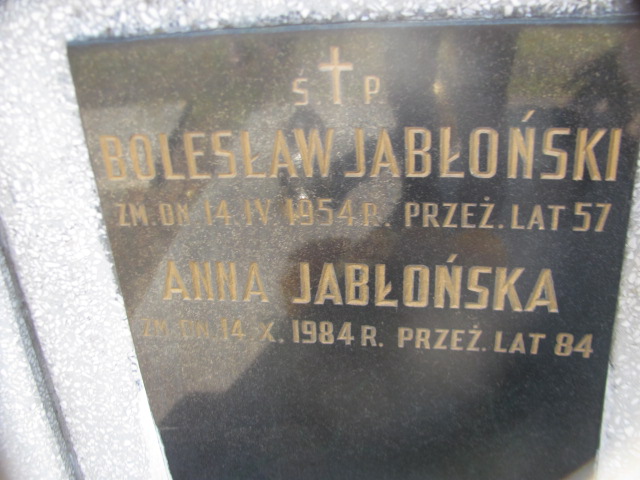 Ś P
BOLESŁAW JABŁOŃSKI
ZM. DN. 14. IV. 1954 R. PRZEŻ. LAT 57
ANNA JABŁOŃSKA
ZM. DN. 14. X. 1984 R. PRZEŻ. LAT 84